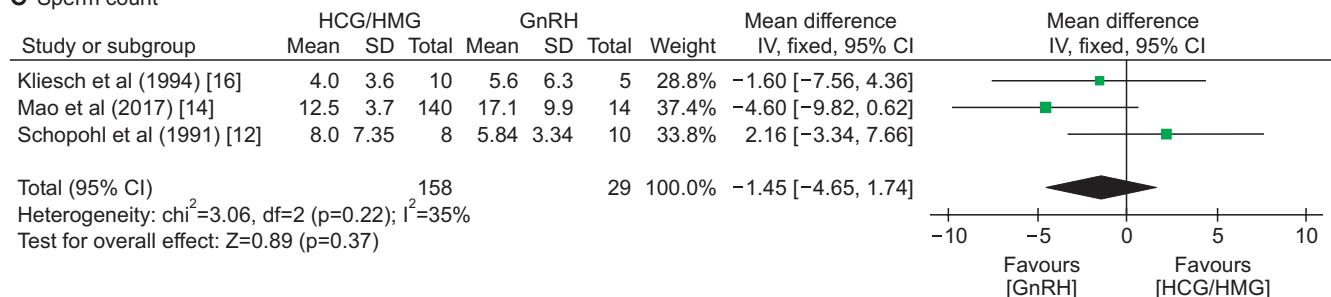 C Sperm count
HCG/HMG GnRH Mean difference Mean difference
Study or subgroup Mean SD Total Mean SD Total Weight IV, fixed, 95% CI IV, fixed, 95% CI
Kliesch et al (1994) [16] 4.0 3.6 10 5.6 6.3 5 28.8% −1.60 [−7.56, 4.36]
Mao et al (2017) [14] 12.5 3.7 140 17.1 9.9 14 37.4% −4.60 [−9.82, 0.62]
Schopohl et al (1991) [12] 8.0 7.35 8 5.84 3.34 10 33.8% 2.16 [−3.34, 7.66]
Total (95% CI) 158 29 100.0% −1.45 [−4.65, 1.74]
Heterogeneity: chi²=3.06, df=2 (p=0.22); I²=35%
Test for overall effect: Z=0.89 (p=0.37)
−10 −5 0 5 10
Favours Favours
[GnRH] [HCG/HMG]